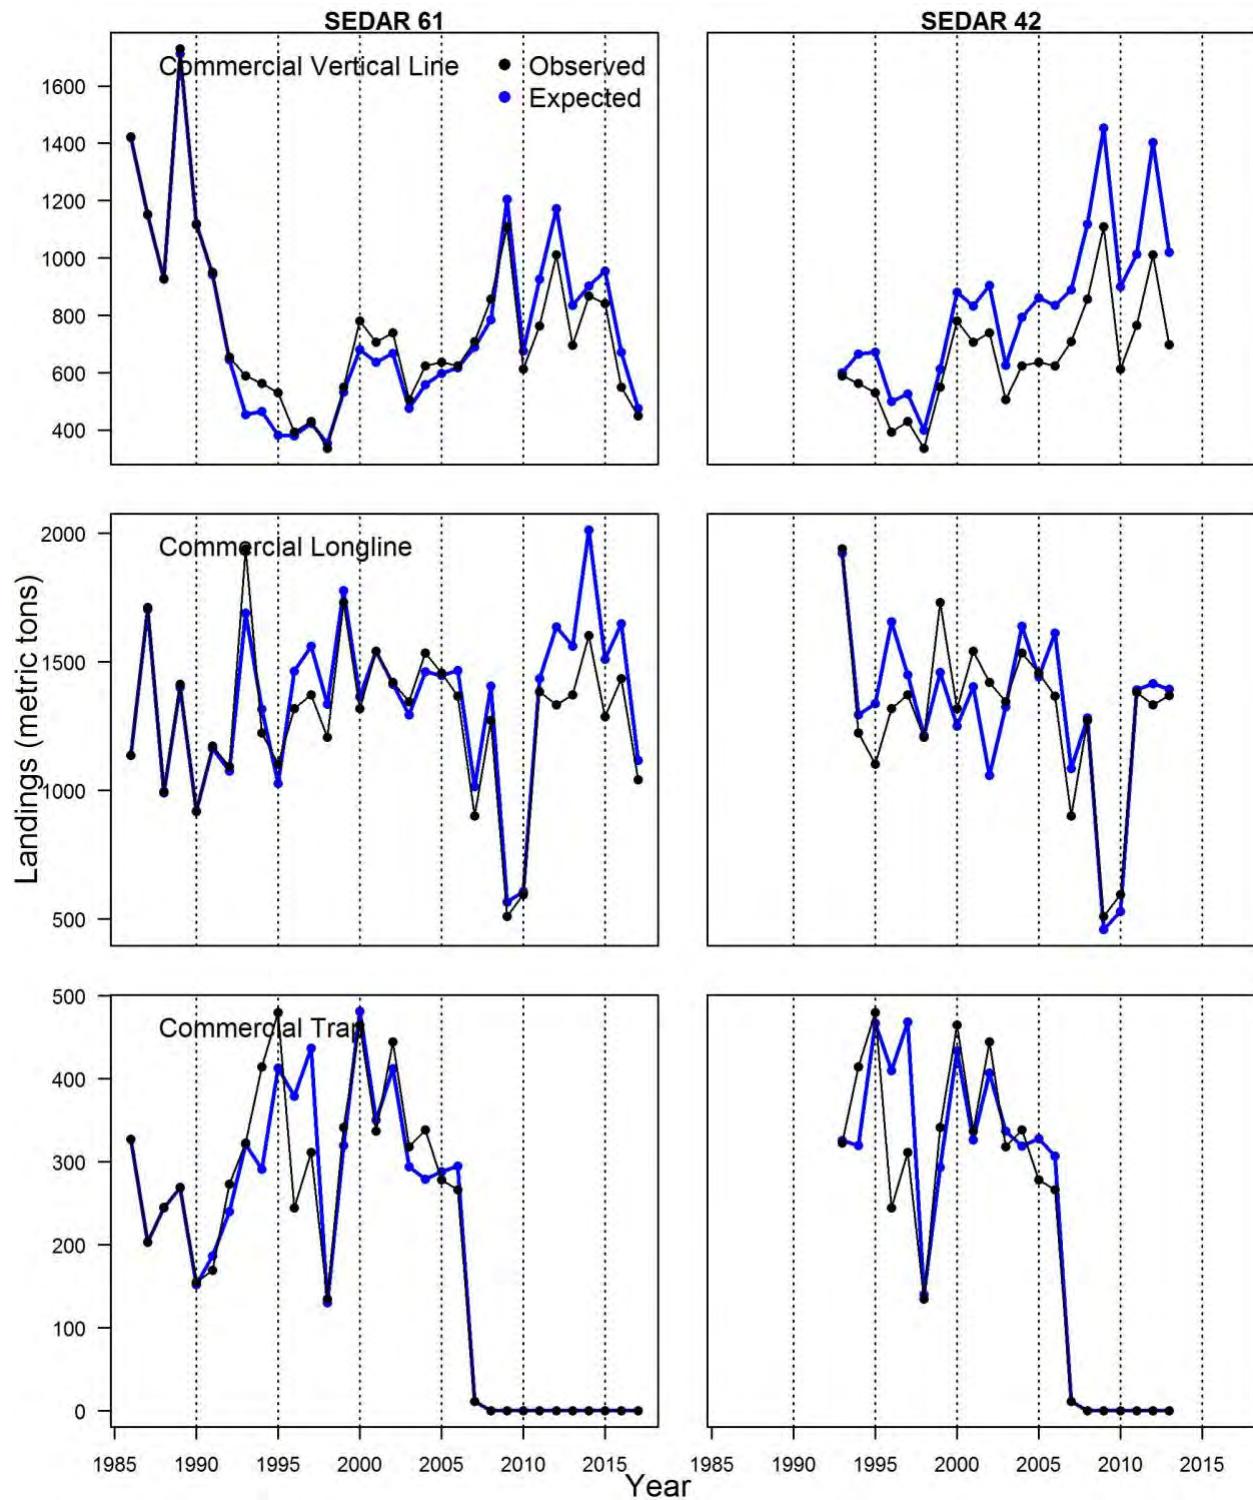 SEDAR 61
SEDAR 42
Commercial Vertical Line
Observed
Expected
1600
1400
1200
1000
800
600
400
Commercial Longline
2000
1500
1000
500
Landings (metric tons)
Commercial Trap
500
400
300
200
100
0
1985 1990 1995 2000 2005 2010 2015
1985 1990 1995 2000 2005 2010 2015
Year